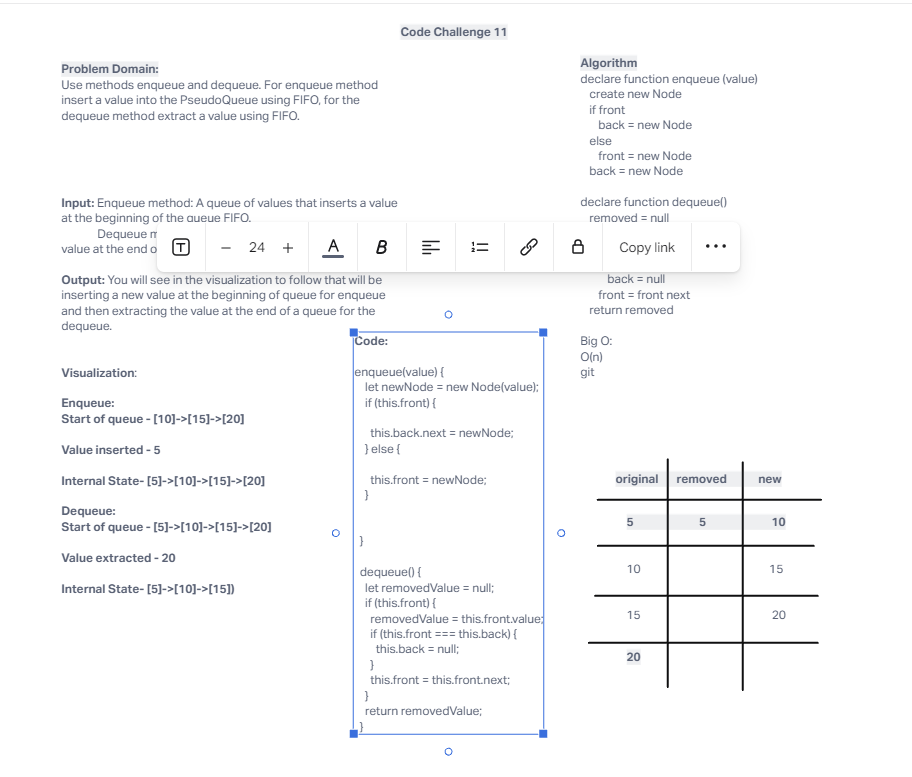 Code Challenge 11
Problem Domain:
Use methods enqueue and dequeue. For enqueue method
insert a value into the PseudoQueue using FIFO, for the
dequeue method extract a value using FIFO.
Input: Enqueue method: A queue of values that inserts a value
at the beginning of the queue FIFO.
Dequeue
value at the end
Output: You will see in the visualization to follow that will be
inserting a new value at the beginning of queue for enqueue
and then extracting the value at the end of a queue for the
dequeue.
Visualization:
Enqueue:
Start of queue - [10]->[15]->[20]
Value inserted - 5
Internal State- [5]->[10]->[15]->[20]
Dequeue:
Start of queue - [5]->[10]->[15]->[20]
Value extracted - 20
Internal State- [5]->[10]->[15])
24
A
B
Copy link
Code:
enqueue(value) {
let newNode = new Node(value);
if (this.front) {
this.back.next = newNode;
} else {
this.front = newNode;
}
}
dequeue() {
let removedValue = null;
if (this.front) {
removedValue = this.front.value;
if (this.front === this.back) {
this.back = null;
}
this.front = this.front.next;
}
return removedValue;
}
Algorithm
declare function enqueue (value)
create new Node
if front
back = new Node
else
front = new Node
back = new Node
declare function dequeue()
removed = null
back = null
front = front next
return removed
Big O:
O(n)
git
original removed new
5 5 10
10 15
15 20
20